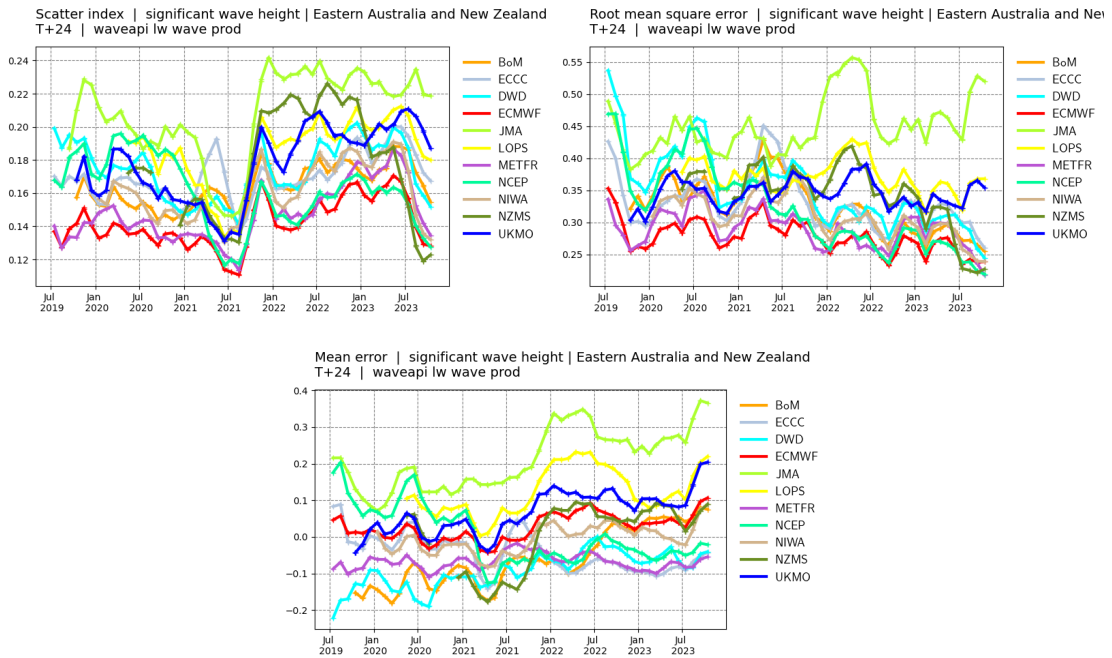 Scatter index | significant wave height | Eastern Australia and New Zealand
T+24 | waveapi lw wave prod
0.24
0.22
0.20
0.18
0.16
0.14
0.12
Jul Jan Jul Jan Jul Jan Jul Jan Jul
2019 2020 2020 2021 2021 2022 2022 2023 2023
BoM
ECCC
DWD
ECMWF
JMA
LOPS
METFR
NCEP
NIWA
NZMS
UKMO
Root mean square error | significant wave height | Eastern Australia and Nev
T+24 | waveapi lw wave prod
0.55
0.50
0.45
0.40
0.35
0.30
0.25
Jul Jan Jul Jan Jul Jan Jul Jan Jul
2019 2020 2020 2021 2021 2022 2022 2023 2023
BoM
ECCC
DWD
ECMWF
JMA
LOPS
METFR
NCEP
NIWA
NZMS
UKMO
Mean error | significant wave height | Eastern Australia and New Zealand
T+24 | waveapi lw wave prod
0.4
0.3
0.2
0.1
0.0
−0.1
−0.2
Jul Jan Jul Jan Jul Jan Jul Jan Jul
2019 2020 2020 2021 2021 2022 2022 2023 2023
BoM
ECCC
DWD
ECMWF
JMA
LOPS
METFR
NCEP
NIWA
NZMS
UKMO